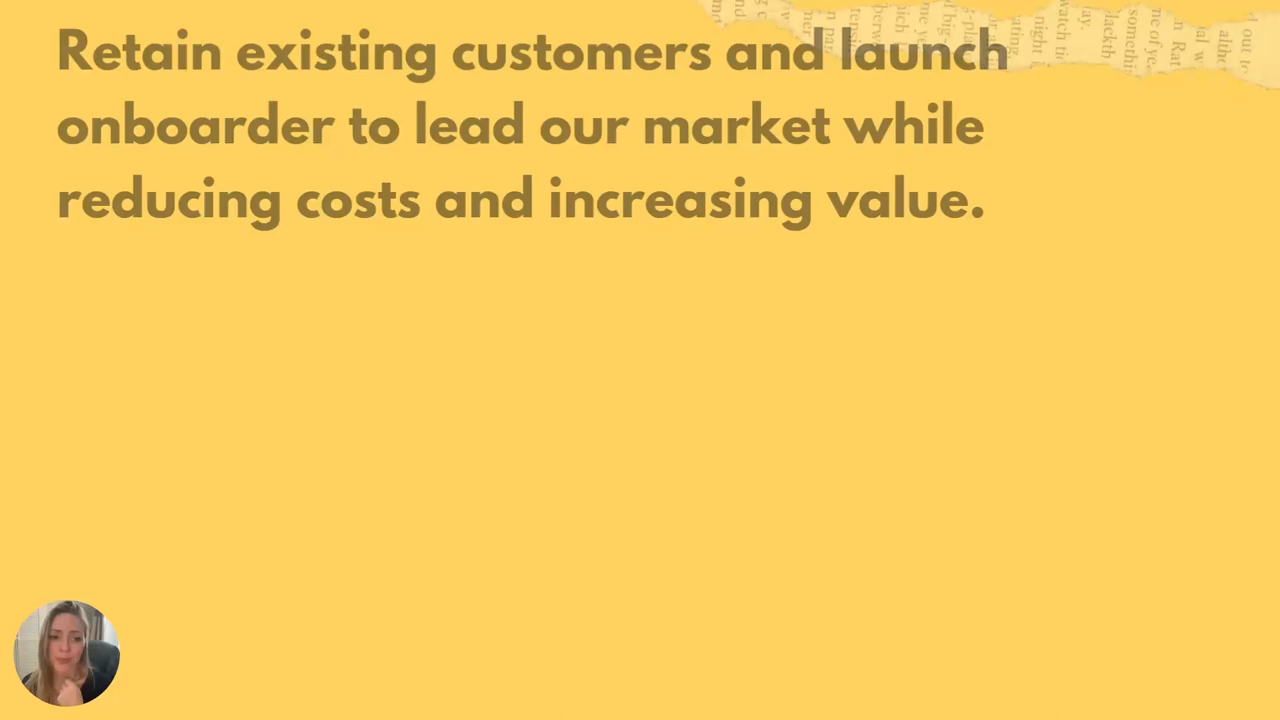 Retain existing customers and launch
onboarder to lead our market while
reducing costs and increasing value.